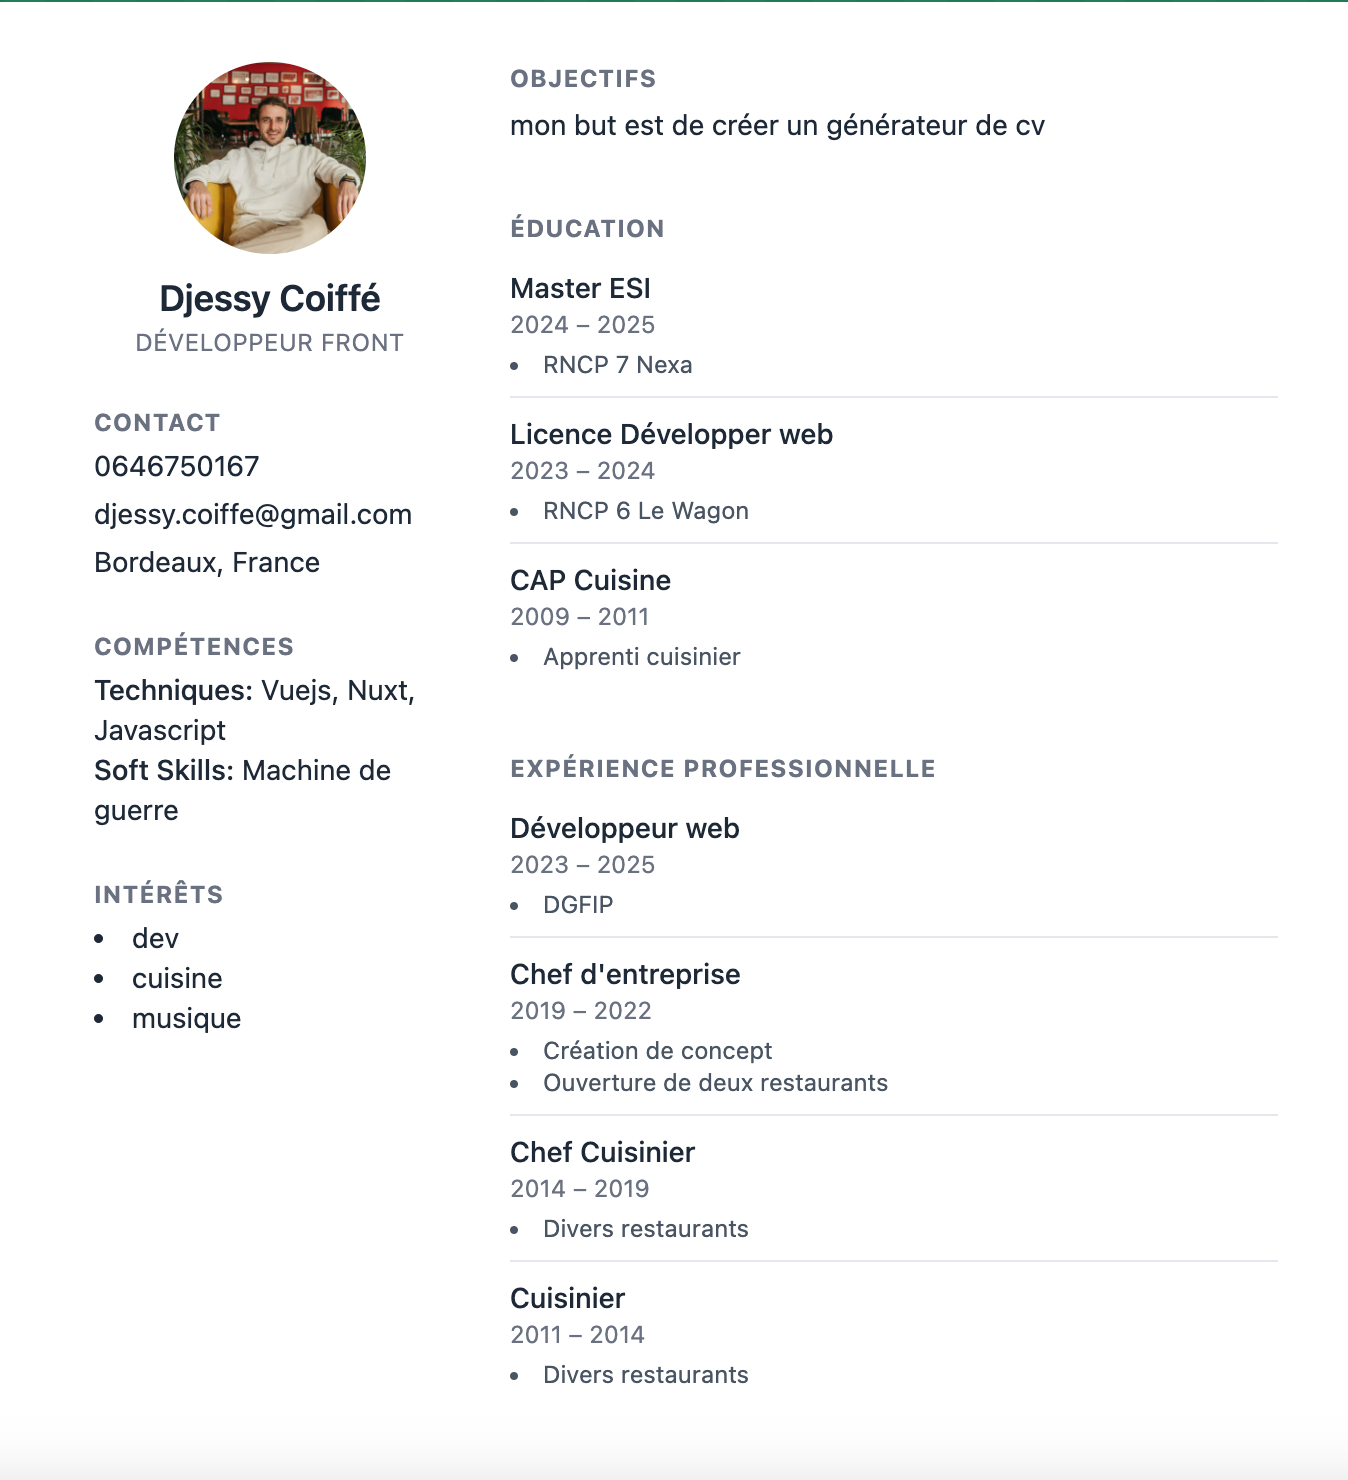 Djessy Coiffé
DÉVELOPPEUR FRONT
CONTACT
0646750167
djessy.coiffe@gmail.com
Bordeaux, France
COMPÉTENCES
Techniques: Vuejs, Nuxt,
Javascript
Soft Skills: Machine de
guerre
INTÉRÊTS
• dev
• cuisine
• musique
OBJECTIFS
mon but est de créer un générateur de cv
ÉDUCATION
Master ESI
2024 – 2025
• RNCP 7 Nexa
Licence Développer web
2023 – 2024
• RNCP 6 Le Wagon
CAP Cuisine
2009 – 2011
• Apprenti cuisinier
EXPÉRIENCE PROFESSIONNELLE
Développeur web
2023 – 2025
• DGFIP
Chef d'entreprise
2019 – 2022
• Création de concept
• Ouverture de deux restaurants
Chef Cuisinier
2014 – 2019
• Divers restaurants
Cuisinier
2011 – 2014
• Divers restaurants